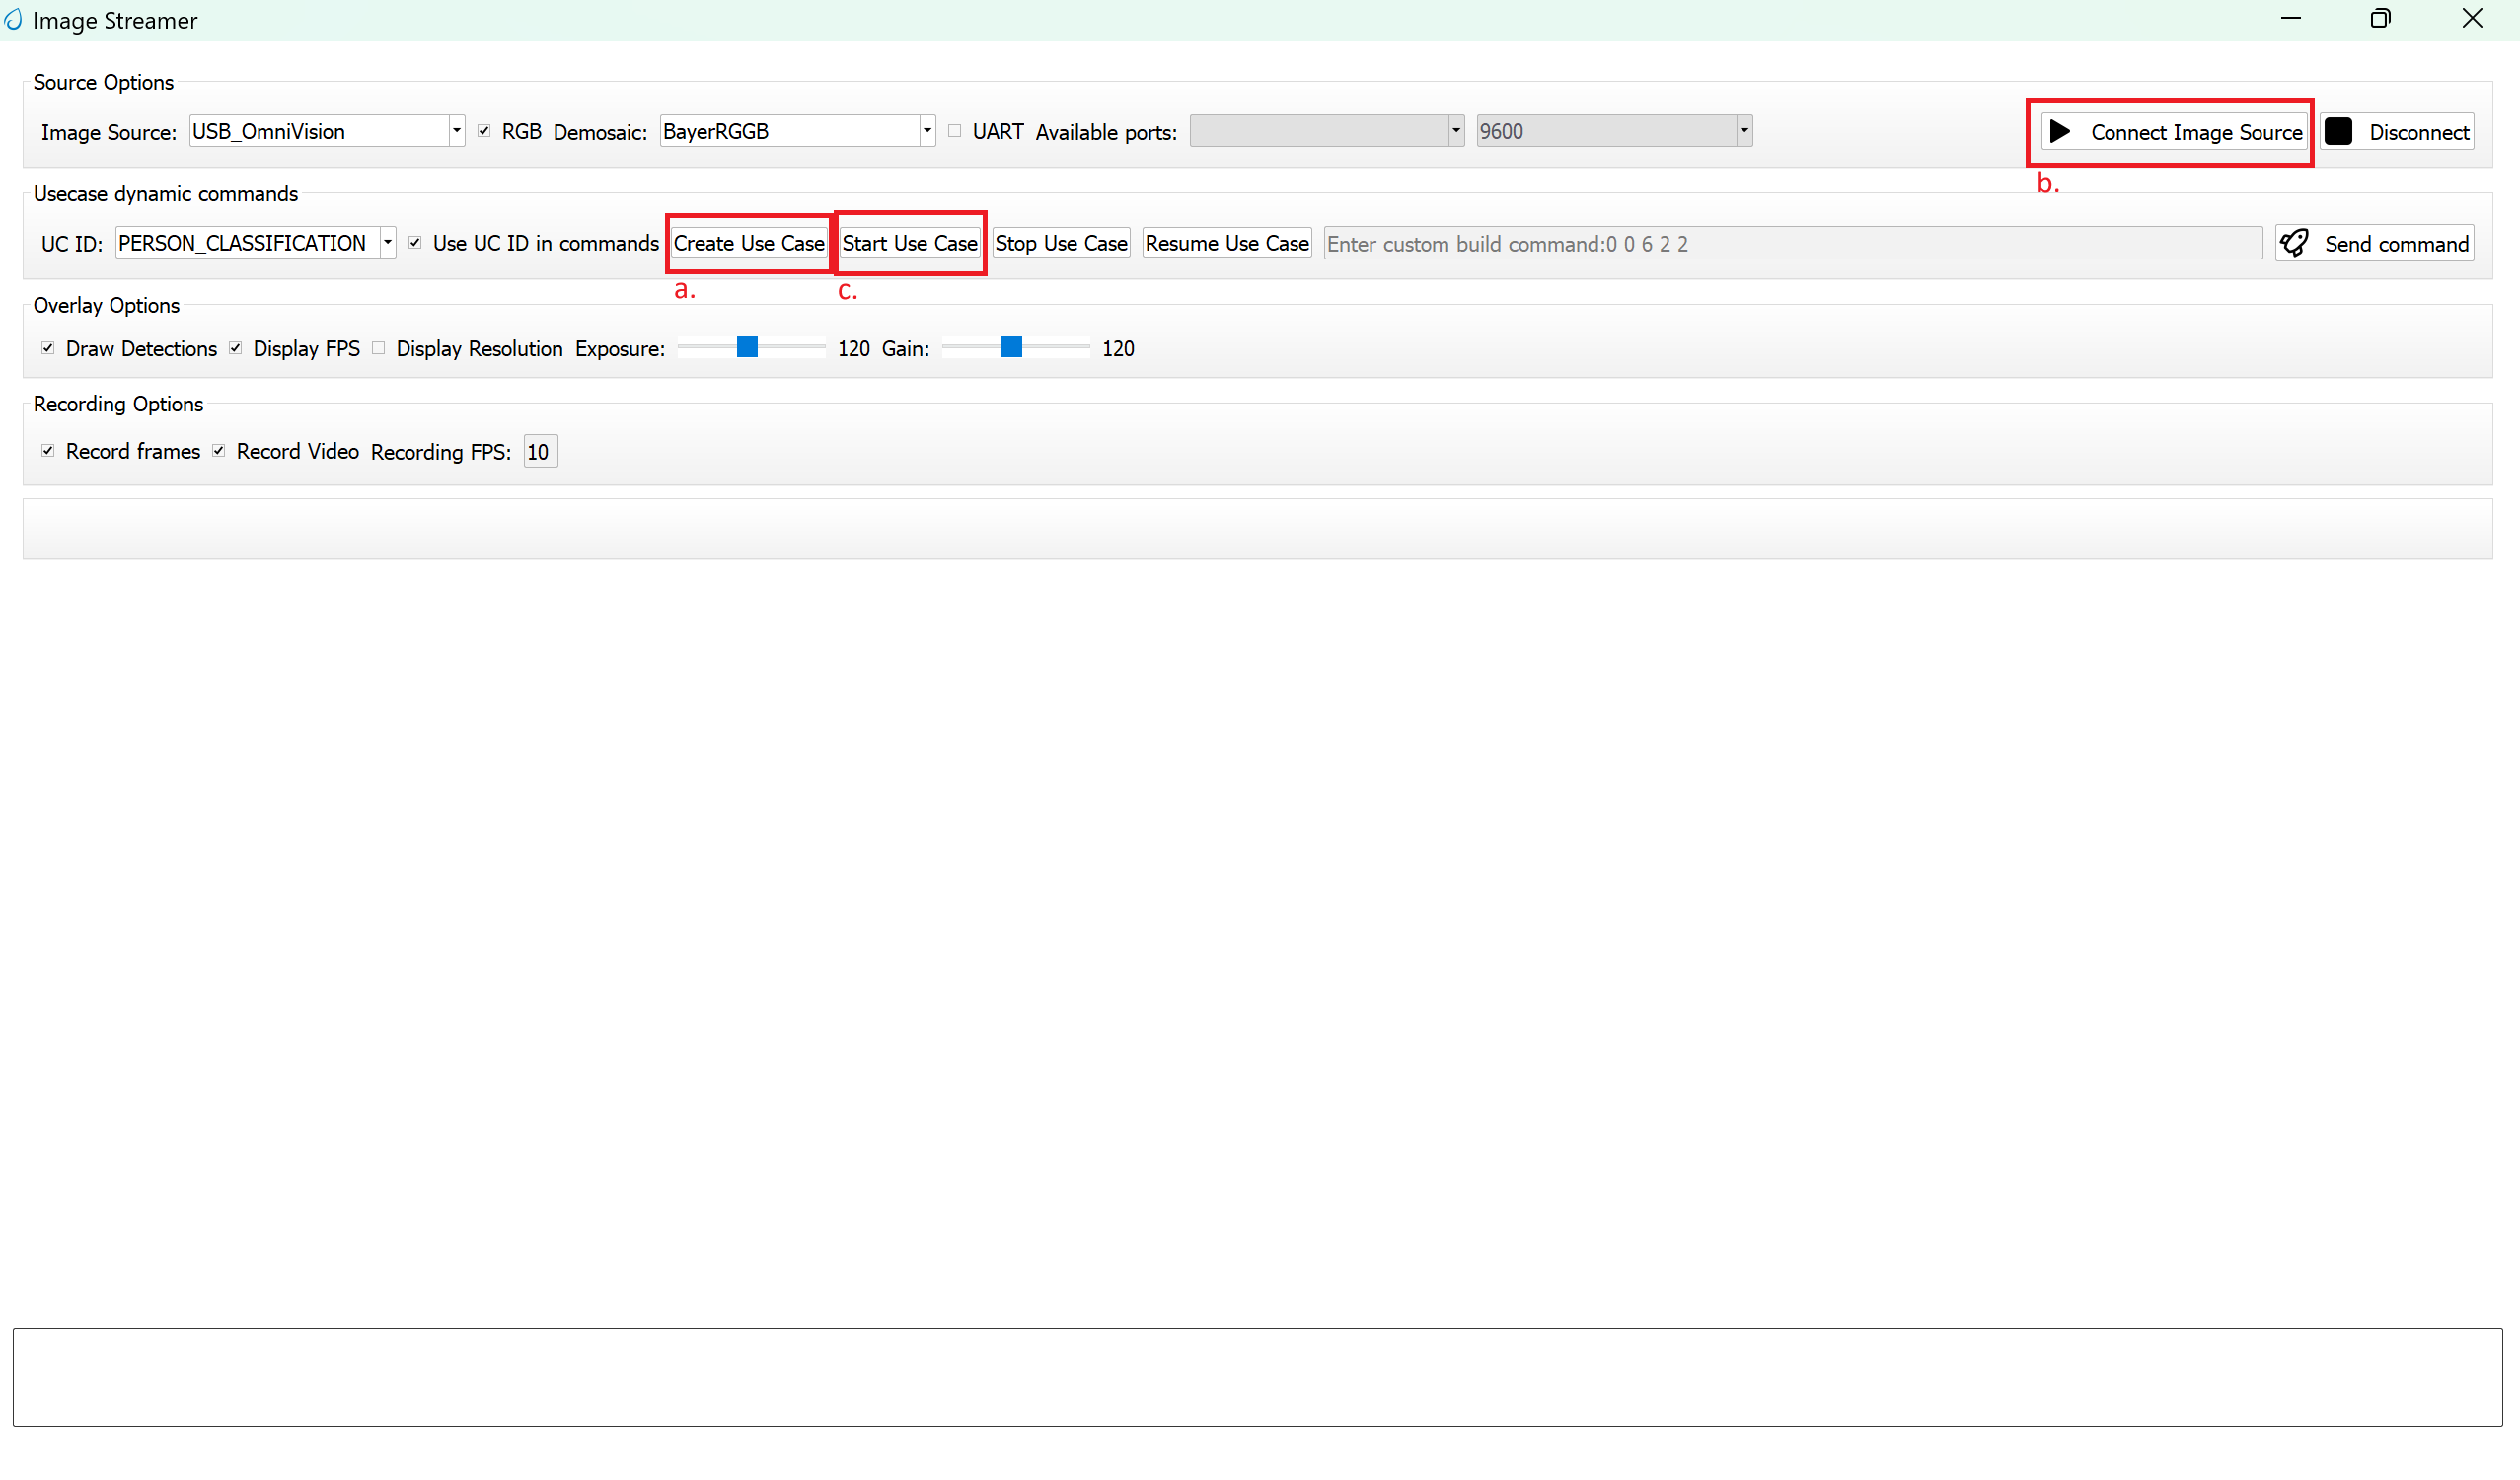 Image Streamer
Source Options
Image Source: USB_OmniVision RGB Demosaic: BayerRGGB UART Available ports: 9600 Connect Image Source Disconnect
b.
Usecase dynamic commands
UC ID: PERSON_CLASSIFICATION Use UC ID in commands Create Use Case Start Use Case Stop Use Case Resume Use Case Enter custom build command:0 0 6 2 2 Send command
a. c.
Overlay Options
Draw Detections Display FPS Display Resolution Exposure: 120 Gain: 120
Recording Options
Record frames Record Video Recording FPS: 10